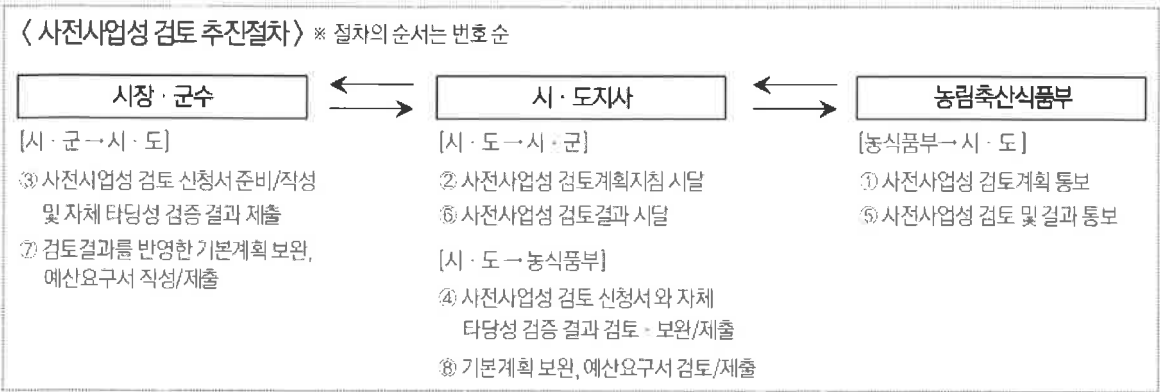 < 사전사업성 검토 추진절차 > ※ 절차의 순서는 번호 순
시장 · 군수
시 · 도지사
농림축산식품부
[시 · 군→시 · 도]
③ 사전사업성 검토 신청서 준비/작성
및 자체 타당성 검증 결과 제출
⑦ 검토결과를 반영한 기본계획 보완,
예산요구서 작성/제출
[시 · 도→시 · 군]
② 사전사업성 검토계획지침 시달
⑥ 사전사업성 검토결과 시달
[시 · 도→농식품부]
④ 사전사업성 검토 신청서 와 자체
타당성 검증 결과 검토 · 보완/제출
⑧ 기본계획 보완, 예산요구서 검토/제출
[농식품부→시 · 도]
① 사전사업성 검토계획 통보
⑤ 사전사업성 검토 및 결과 통보